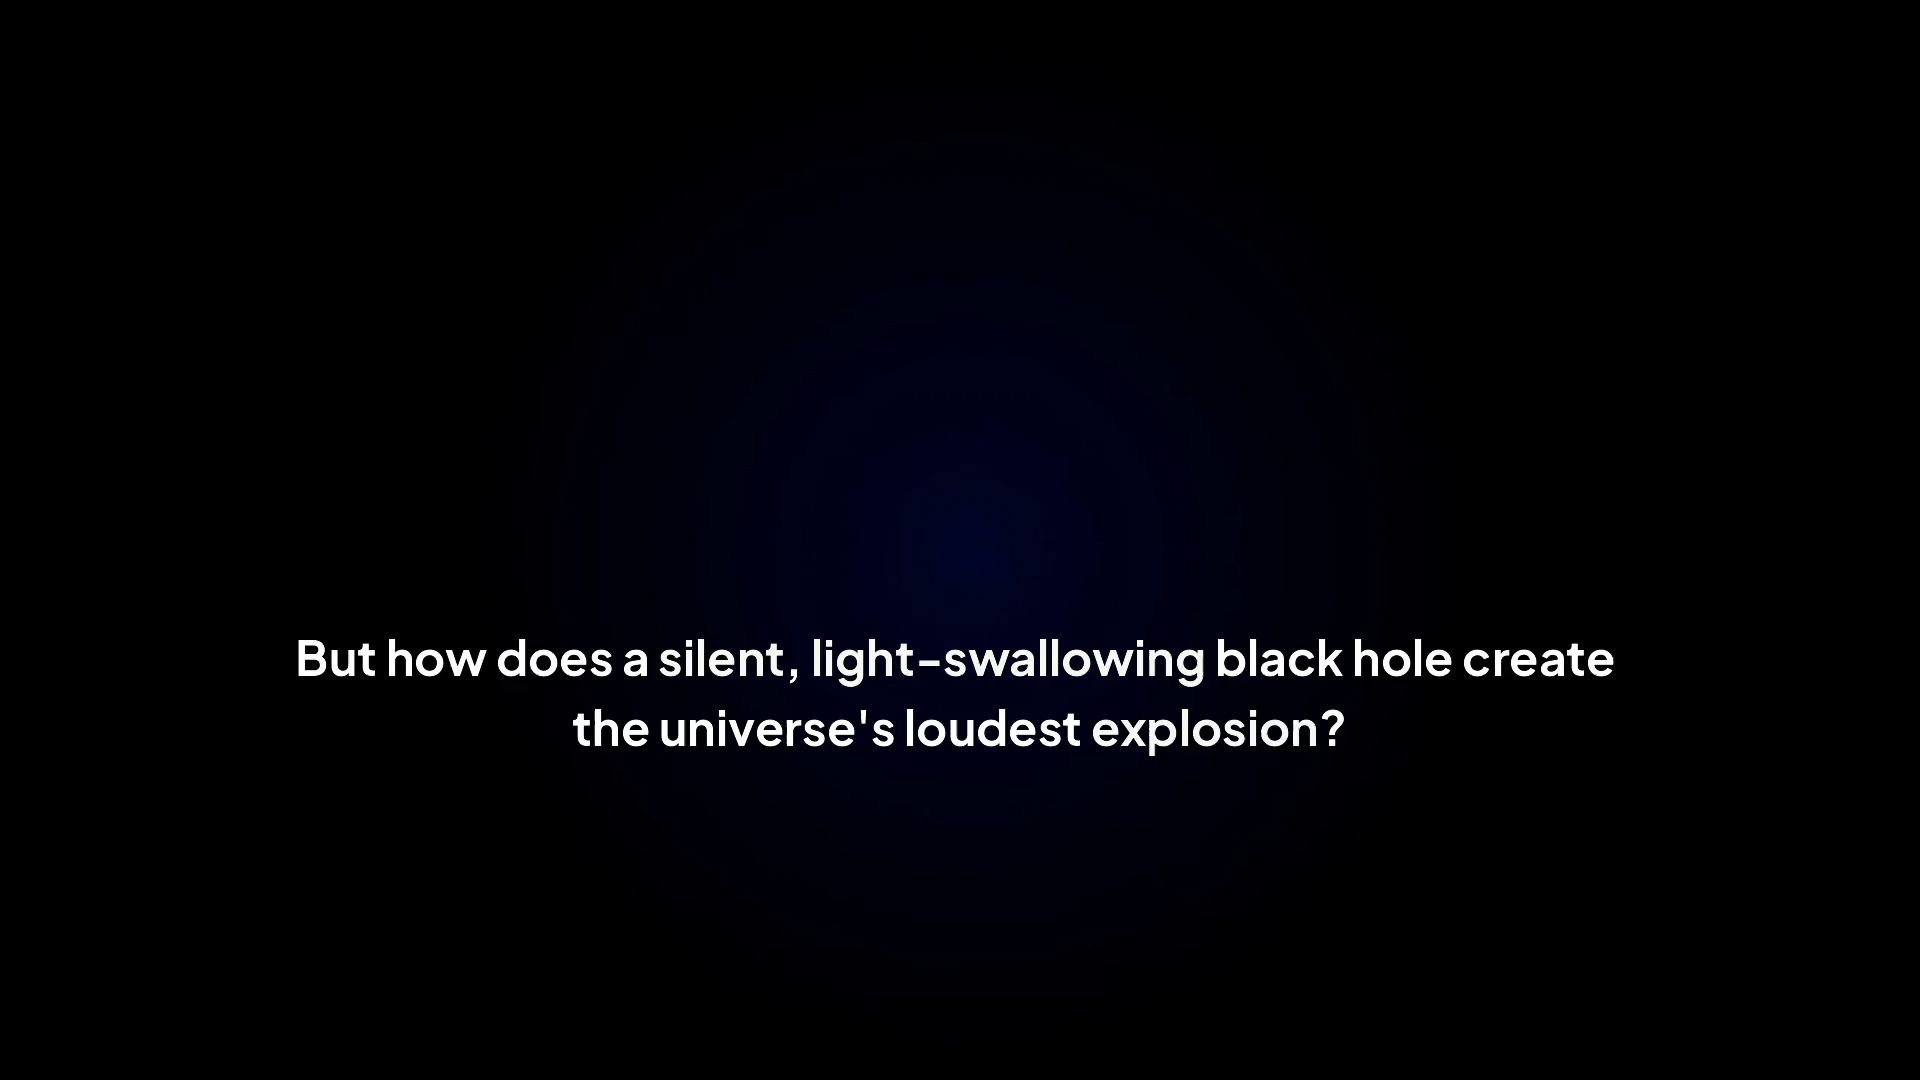 But how does a silent, light-swallowing black hole create
the universe's loudest explosion?